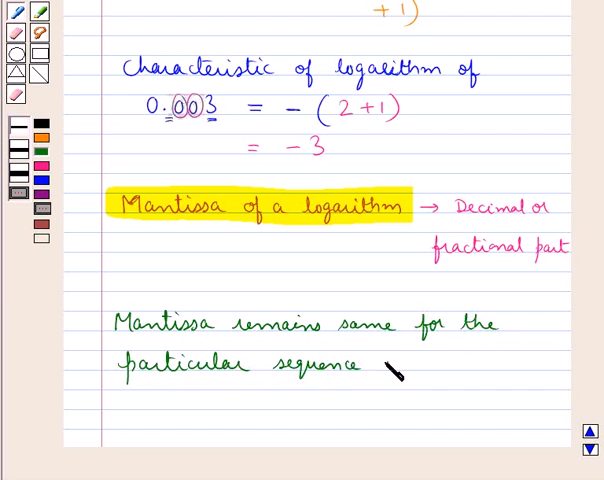 + 1)
Characteristic of logarithm of
0.003 = - ( 2 + 1)
= - 3
Mantissa of a logarithm → Decimal or
fractional part
Mantissa remains same for the
particular sequence